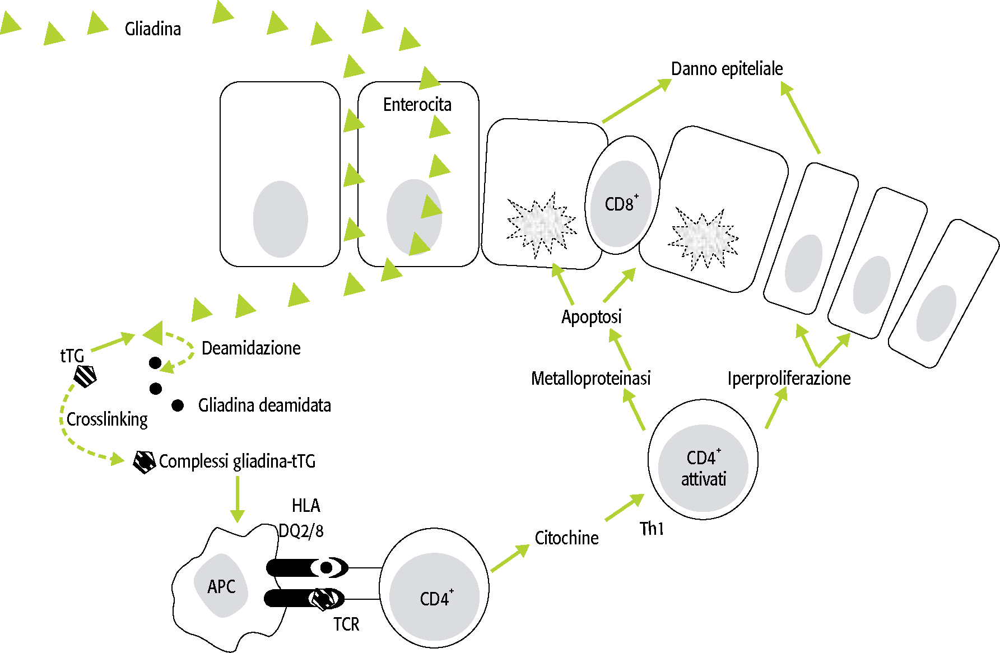 Gliadina
Danno epiteliale
Enterocita
CD8⁺
Apoptosi
tTG
Deamidazione
Metalloproteinasi
Iperproliferazione
Gliadina deamidata
Crosslinking
Complessi gliadina-tTG
CD4⁺
attivati
HLA
DQ2/8
Th1
Citochine
APC
CD4⁺
TCR